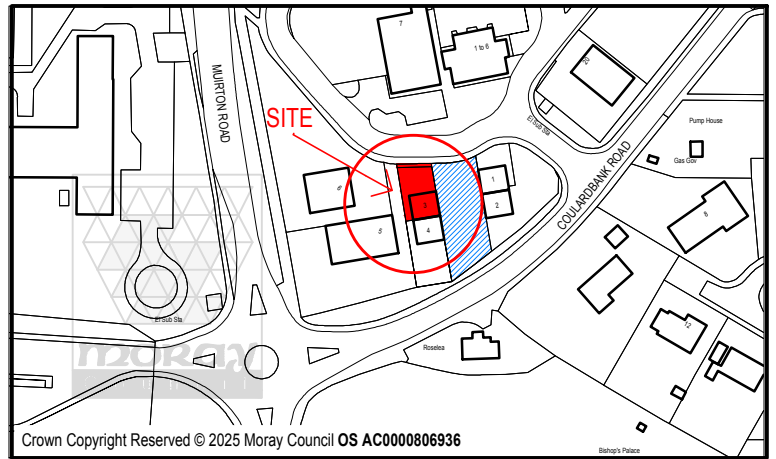 7
1 to 6
20
MUIRTON ROAD
SITE
El Sub Sta
Pump House
Gas Gov
COULARDBANK ROAD
6
3
1
2
5
4
8
El Sub Sta
moray
12
Roselea
Crown Copyright Reserved © 2025 Moray Council OS AC0000806936
Bishop's Palace